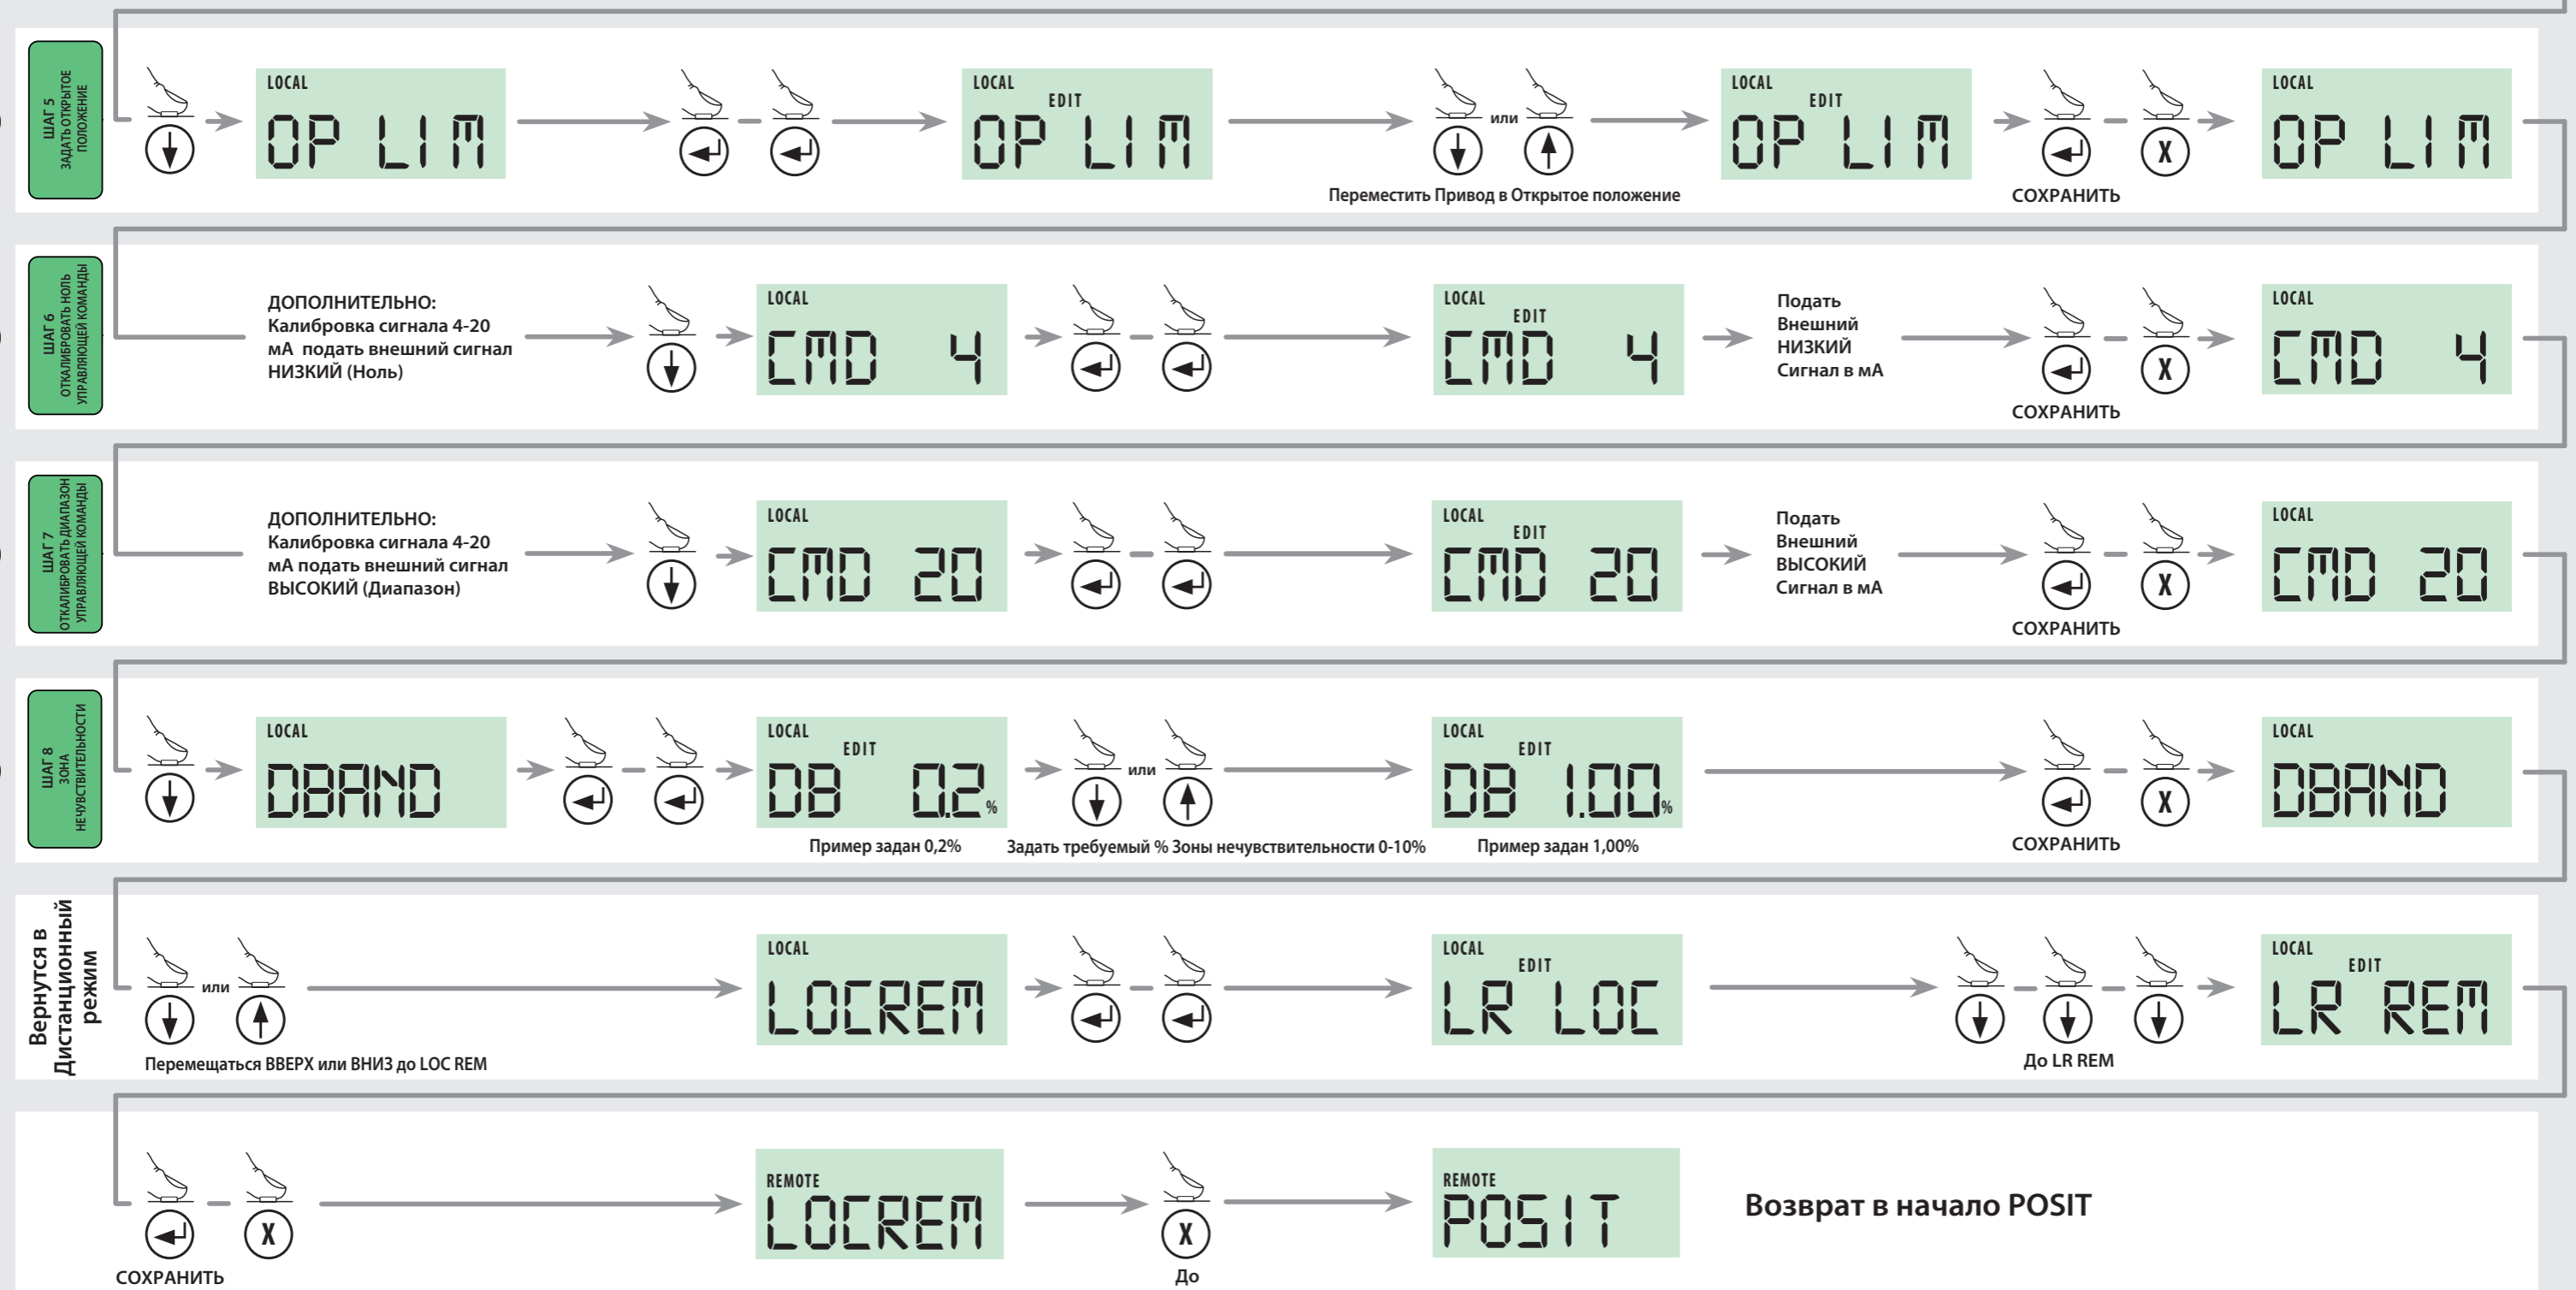 ШАГ 5
ЗАДАТЬ ОТКРЫТОЕ
ПОЛОЖЕНИЕ
LOCAL
OP LIM
LOCAL
EDIT
OP LIM
или
Переместить Привод в Открытое положение
LOCAL
EDIT
OP LIM
X
СОХРАНИТЬ
LOCAL
OP LIM
ШАГ 6
ОТКАЛИБРОВАТЬ НОЛЬ
УПРАВЛЯЮЩЕЙ КОМАНДЫ
ДОПОЛНИТЕЛЬНО:
Калибровка сигнала 4-20
мА подать внешний сигнал
НИЗКИЙ (Ноль)
LOCAL
CMD 4
LOCAL
EDIT
CMD 4
Подать
Внешний
НИЗКИЙ
Сигнал в мА
X
СОХРАНИТЬ
LOCAL
CMD 4
ШАГ 7
ОТКАЛИБРОВАТЬ ДИАПАЗОН
УПРАВЛЯЮЩЕЙ КОМАНДЫ
ДОПОЛНИТЕЛЬНО:
Калибровка сигнала 4-20
мА подать внешний сигнал
ВЫСОКИЙ (Диапазон)
LOCAL
CMD 20
LOCAL
EDIT
CMD 20
Подать
Внешний
ВЫСОКИЙ
Сигнал в мА
X
СОХРАНИТЬ
LOCAL
CMD 20
ШАГ 8
ЗОНА
НЕЧУВСТВИТЕЛЬНОСТИ
LOCAL
DBAND
LOCAL
EDIT
DB 0.2%
Пример задан 0,2%
или
Задать требуемый % Зоны нечувствительности 0-10%
LOCAL
EDIT
DB 1.00%
Пример задан 1,00%
X
СОХРАНИТЬ
LOCAL
DBAND
Вернутся в
Дистанционный
режим
или
Перемещаться ВВЕРХ или ВНИЗ до LOC REM
LOCAL
LOCREM
LOCAL
EDIT
LR LOC
До LR REM
LOCAL
EDIT
LR REM
X
СОХРАНИТЬ
REMOTE
LOCREM
X
До
REMOTE
POSIT
Возврат в начало POSIT